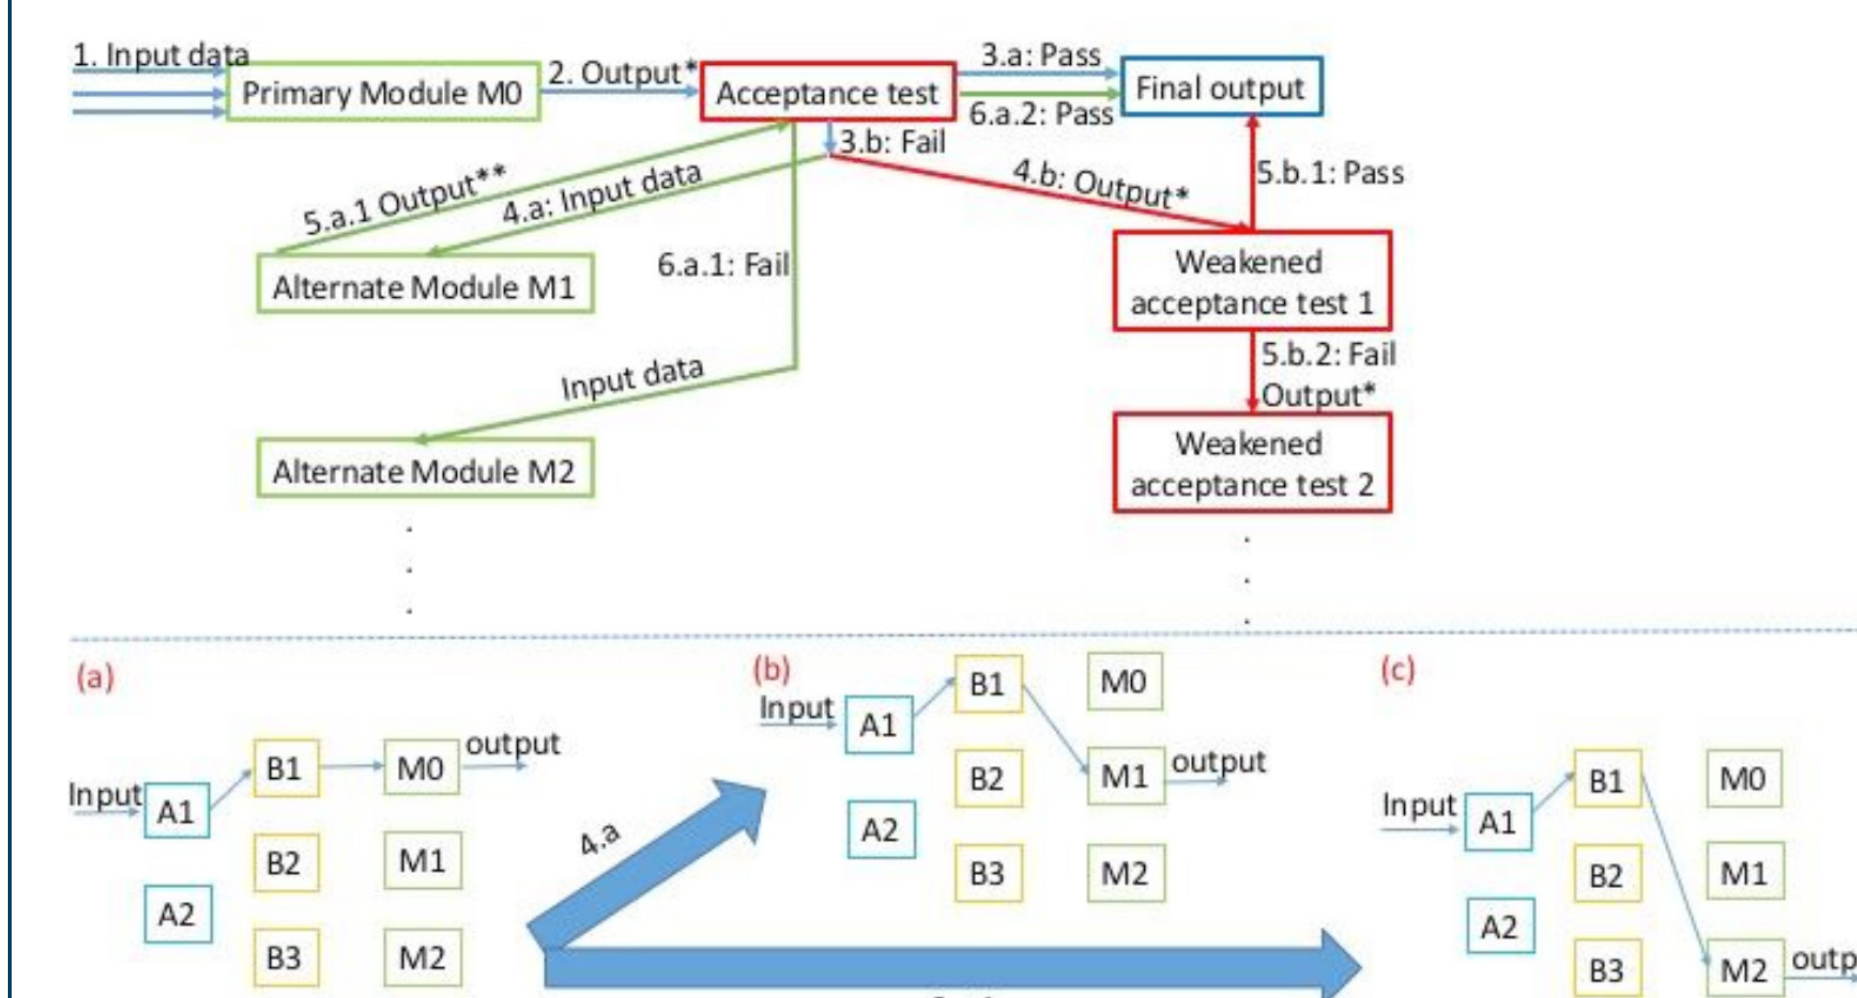 1. Input data
Primary Module M0
2. Output*
Acceptance test
3.a: Pass
6.a.2: Pass
Final output
3.b: Fail
5.a.1 Output**
4.a: Input data
4.b: Output*
5.b.1: Pass
Alternate Module M1
6.a.1: Fail
Weakened
acceptance test 1
5.b.2: Fail
Output*
Input data
Alternate Module M2
Weakened
acceptance test 2
(a)
Input
A1
A2
B1
B2
B3
M0
M1
M2
output
4.a
(b)
Input
A1
A2
B1
B2
B3
M0
M1
M2
output
(c)
Input
A1
A2
B1
B2
B3
M0
M1
M2
outp